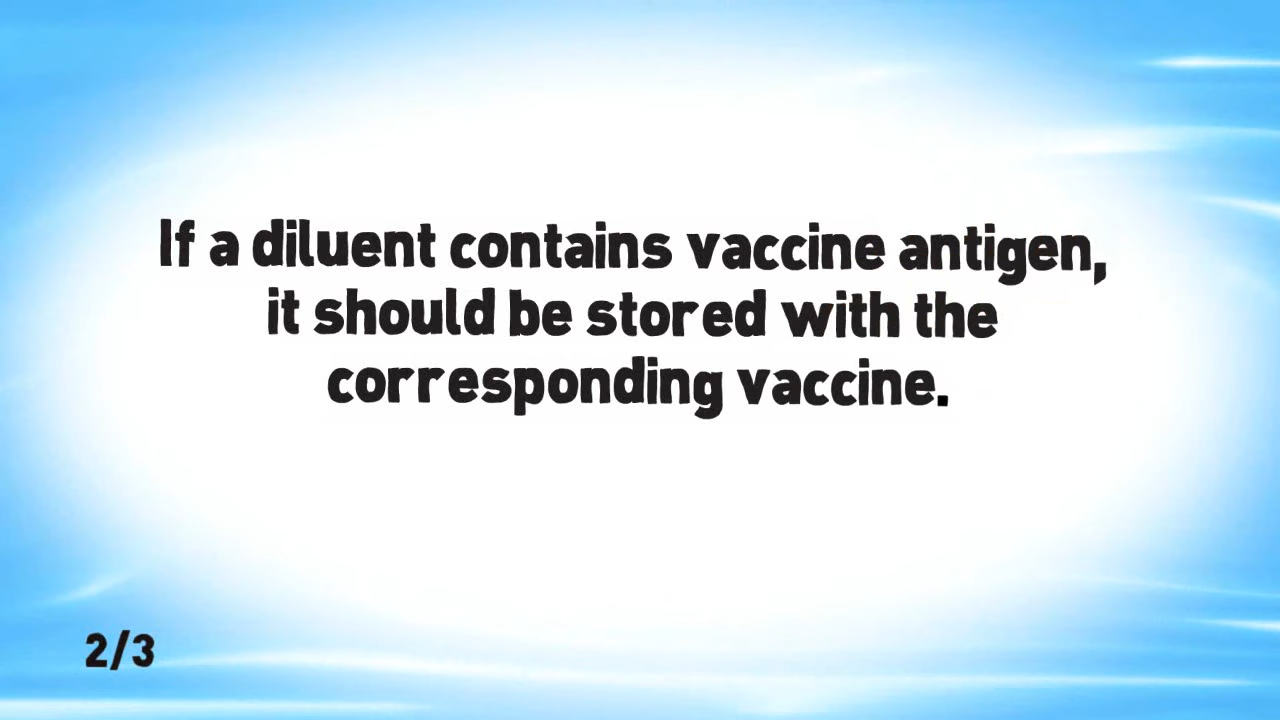 If a diluent contains vaccine antigen,
it should be stored with the
corresponding vaccine.
2/3